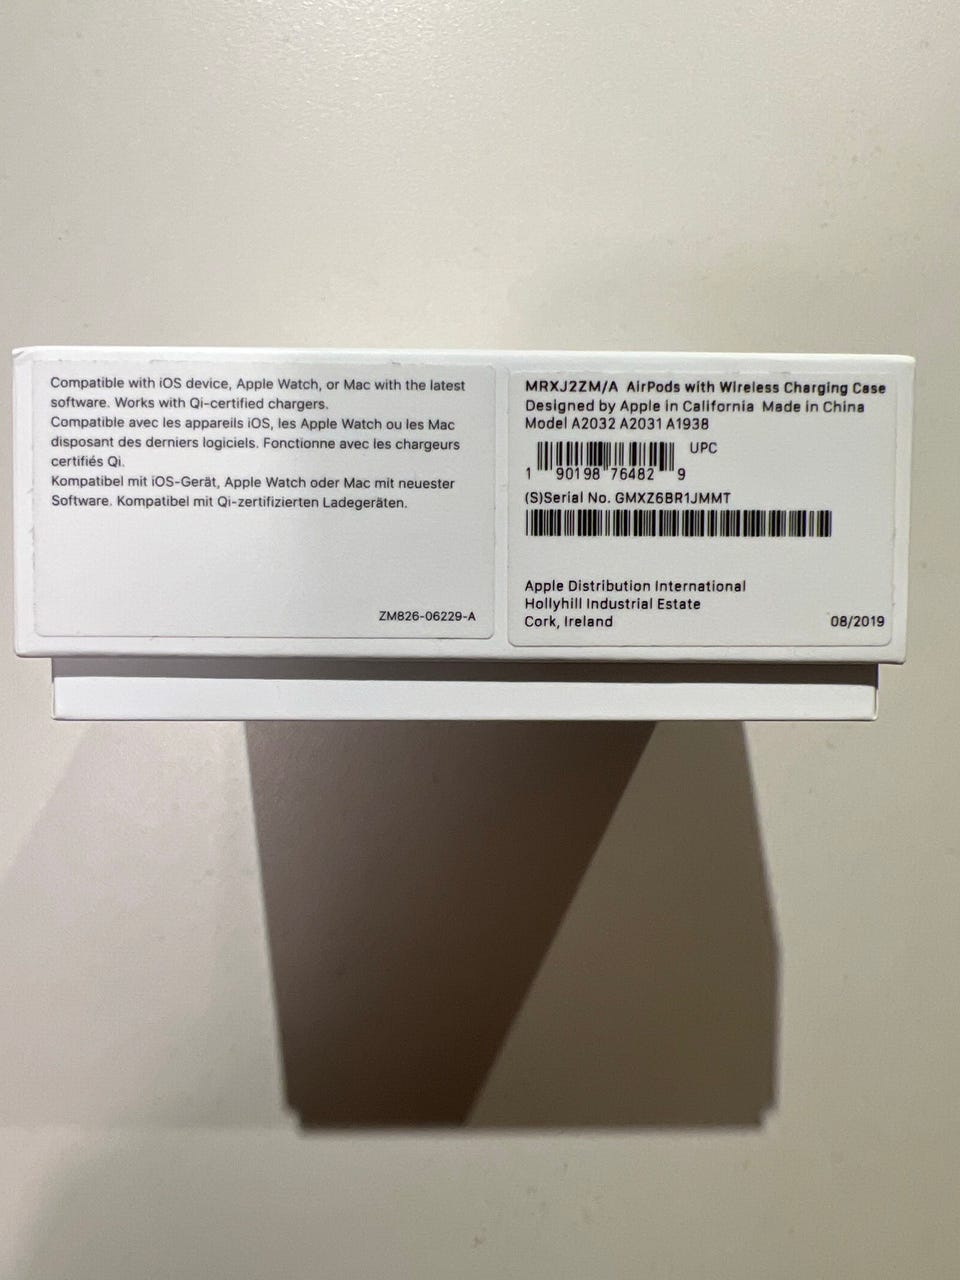 Compatible with iOS device, Apple Watch, or Mac with the latest
software. Works with Qi-certified chargers.
Compatible avec les appareils iOS, les Apple Watch ou les Mac
disposant des derniers logiciels. Fonctionne avec les chargeurs
certifiés Qi.
Kompatibel mit iOS-Gerät, Apple Watch oder Mac mit neuester
Software. Kompatibel mit Qi-zertifizierten Ladegeräten.
ZM826-06229-A
MRXJ2ZM/A AirPods with Wireless Charging Case
Designed by Apple in California Made in China
Model A2032 A2031 A1938
UPC
1 90198 76482 9
(S)Serial No. GMXZ6BR1JMMT
Apple Distribution International
Hollyhill Industrial Estate
Cork, Ireland
08/2019